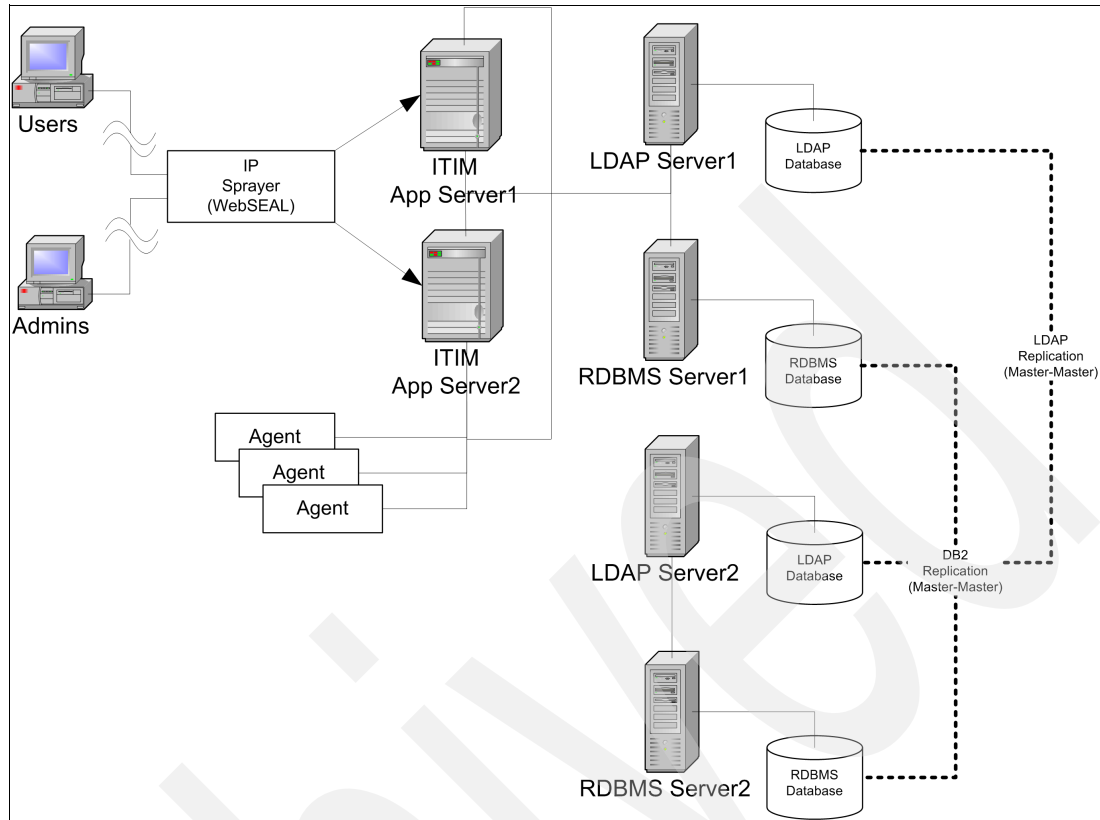 Users
IP
Sprayer
(WebSEAL)
Admins
ITIM
App Server1
ITIM
App Server2
Agent
Agent
Agent
LDAP Server1
LDAP
Database
RDBMS Server1
RDBMS
Database
LDAP
Replication
(Master-Master)
LDAP Server2
LDAP
Database
DB2
Replication
(Master-Master)
RDBMS Server2
RDBMS
Database